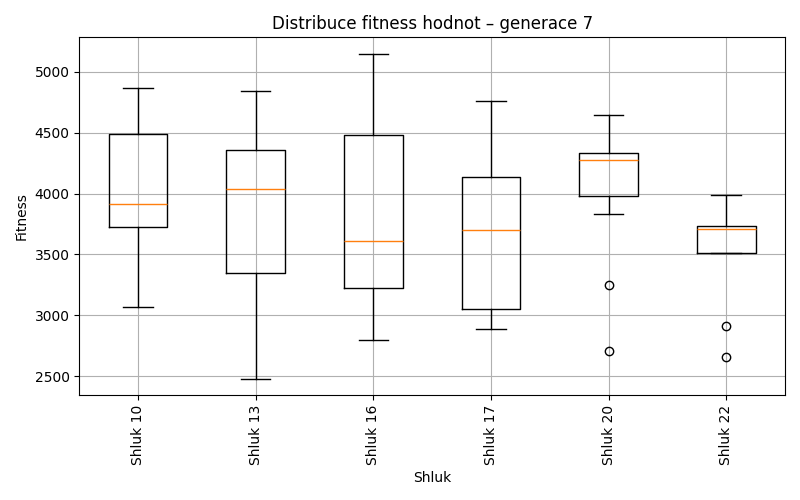 Distribuce fitness hodnot – generace 7
Fitness
5000
4500
4000
3500
3000
2500
Shluk 10
Shluk 13
Shluk 16
Shluk 17
Shluk 20
Shluk 22
Shluk